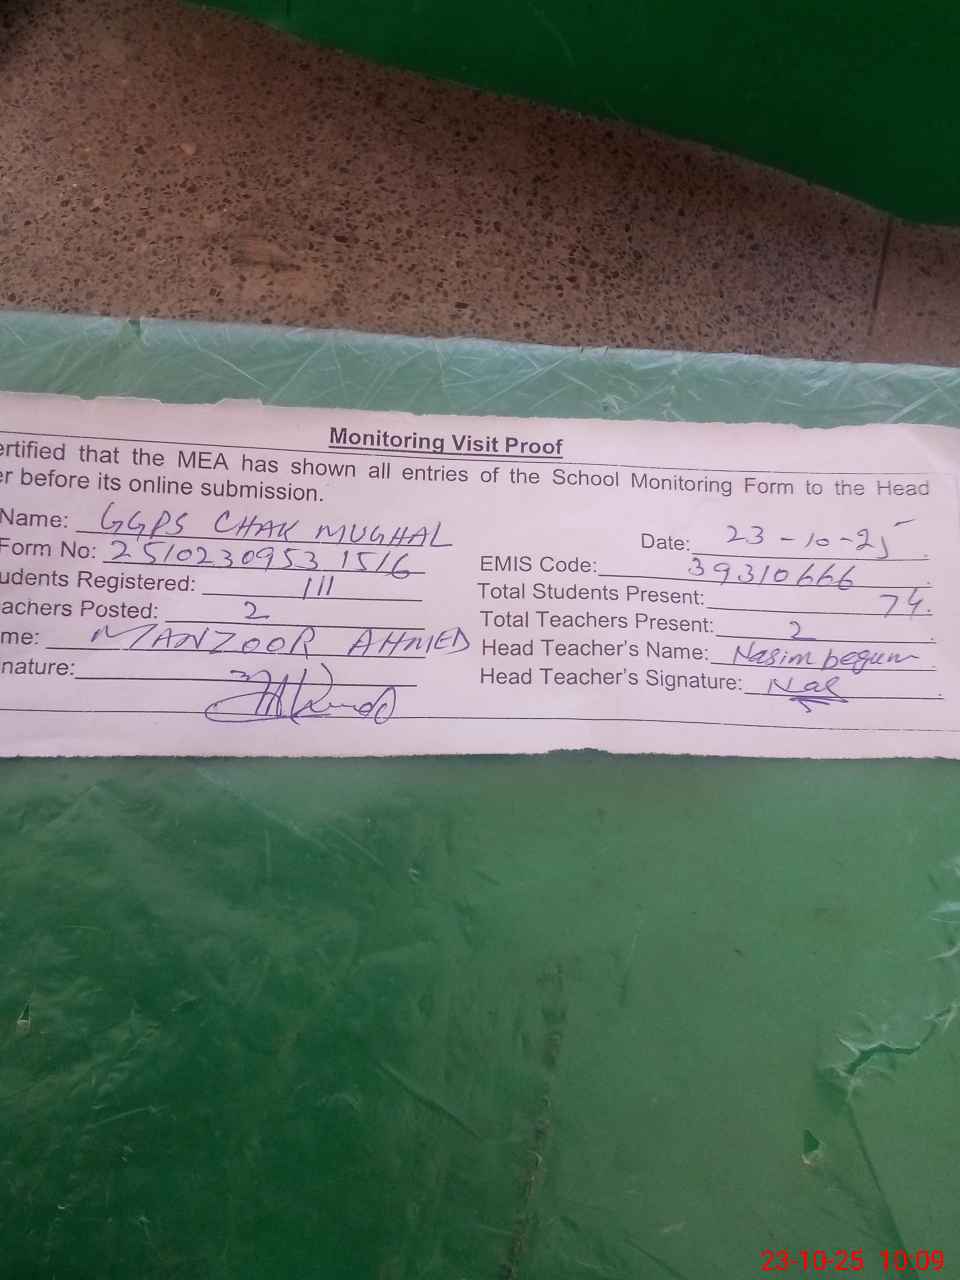 Monitoring Visit Proof
ertified that the MEA has shown all entries of the School Monitoring Form to the Head
er before its online submission.
Name: GGPS CHAK MUGHAL
Date: 23-10-25
Form No: 2510230953 1516
EMIS Code: 39310666
udents Registered: 111
Total Students Present: 74.
achers Posted: 2
Total Teachers Present: 2
me: MANZOOR AHMED
Head Teacher's Name: Nasim begum
nature:
Head Teacher's Signature:
23-10-25 10:09